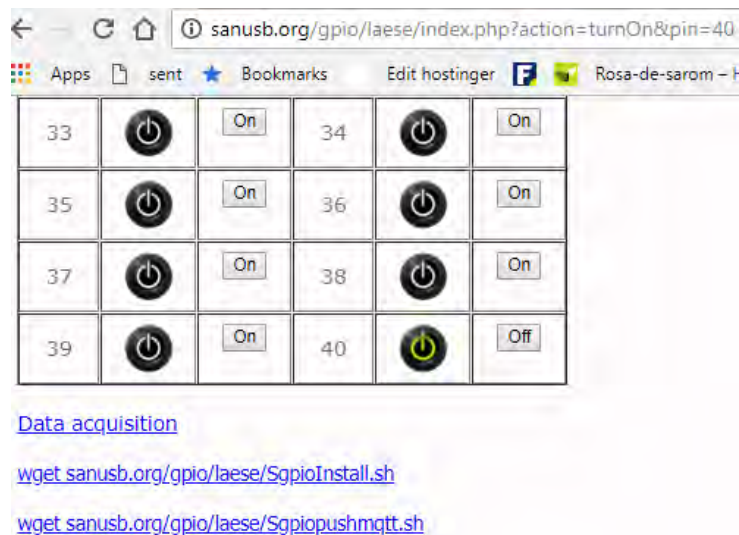 sanusb.org/gpio/laese/index.php?action=turnOn&pin=40
Apps sent Bookmarks Edit hostinger Rosa-de-sarom –
33 On 34 On
35 On 36 On
37 On 38 On
39 On 40 Off
Data acquisition
wget sanusb.org/gpio/laese/SgpioInstall.sh
wget sanusb.org/gpio/laese/Sgpiopushmqtt.sh